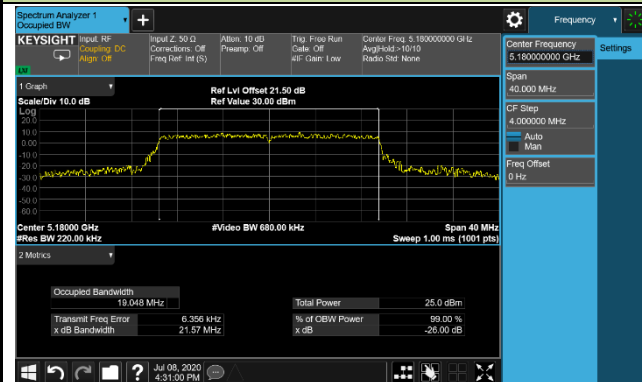 Spectrum Analyzer 1
Occupied BW
+
Frequency
KEYSIGHT
Input: RF
Coupling: DC
Align: Off
Input Z: 50 Ω
Corrections: Off
Freq Ref: Int (S)
Atten: 10 dB
Preamp: Off
Trig: Free Run
Gate: Off
#IF Gain: Low
Center Freq: 5.180000000 GHz
Avg|Hold:>10/10
Radio Std: None
Center Frequency
5.180000000 GHz
Settings
Span
40.000 MHz
CF Step
4.000000 MHz
Auto
Man
Freq Offset
0 Hz
1 Graph
Scale/Div 10.0 dB
Ref Lvl Offset 21.50 dB
Ref Value 30.00 dBm
Log
20.0
10.0
0.00
-10.0
-20.0
-30.0
-40.0
-50.0
-60.0
Center 5.18000 GHz
#Video BW 680.00 kHz
Span 40 MHz
#Res BW 220.00 kHz
Sweep 1.00 ms (1001 pts)
2 Metrics
Occupied Bandwidth
19.048 MHz
Total Power 25.0 dBm
Transmit Freq Error 6.356 kHz
% of OBW Power 99.00 %
x dB Bandwidth 21.57 MHz
x dB -26.00 dB
?
Jul 08, 2020
4:31:00 PM